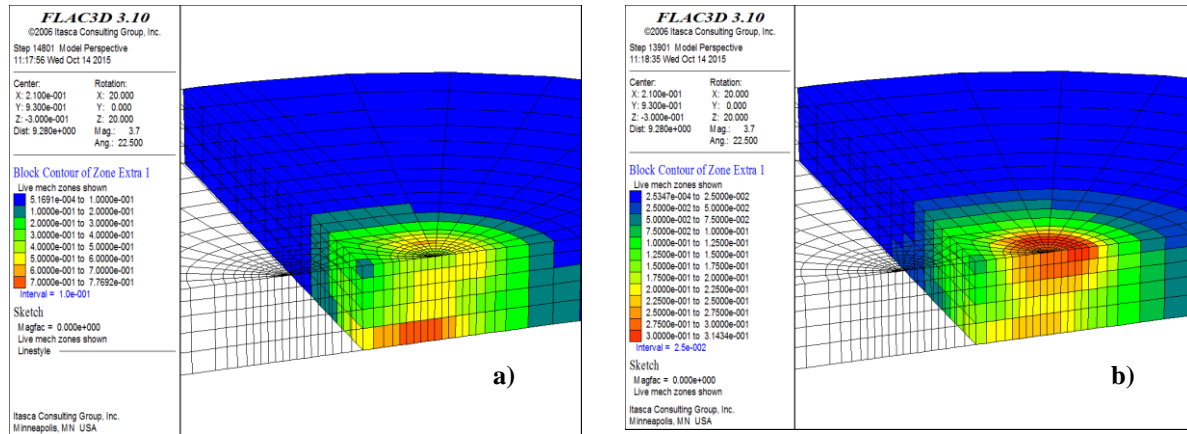 FLAC3D 3.10
©2006 Itasca Consulting Group, Inc.
Step 14801 Model Perspective
11:17:56 Wed Oct 14 2015
Center: Rotation:
X: 2.100e-001 X: 20.000
Y: 9.300e-001 Y: 0.000
Z: -3.000e-001 Z: 20.000
Dist: 9.280e+000 Mag.: 3.7
Ang.: 22.500
Block Contour of Zone Extra 1
Live mech zones shown
5.1691e-004 to 1.0000e-001
1.0000e-001 to 2.0000e-001
2.0000e-001 to 3.0000e-001
3.0000e-001 to 4.0000e-001
4.0000e-001 to 5.0000e-001
5.0000e-001 to 6.0000e-001
6.0000e-001 to 7.0000e-001
7.0000e-001 to 7.7692e-001
Interval = 1.0e-001
Sketch
Magfac = 0.000e+000
Live mech zones shown
Linestyle
Itasca Consulting Group, Inc.
Minneapolis, MN USA
a)
FLAC3D 3.10
©2006 Itasca Consulting Group, Inc.
Step 13901 Model Perspective
11:18:35 Wed Oct 14 2015
Center: Rotation:
X: 2.100e-001 X: 20.000
Y: 9.300e-001 Y: 0.000
Z: -3.000e-001 Z: 20.000
Dist: 9.280e+000 Mag.: 3.7
Ang.: 22.500
Block Contour of Zone Extra 1
Live mech zones shown
2.5347e-004 to 2.5000e-002
2.5000e-002 to 5.0000e-002
5.0000e-002 to 7.5000e-002
7.5000e-002 to 1.0000e-001
1.0000e-001 to 1.2500e-001
1.2500e-001 to 1.5000e-001
1.5000e-001 to 1.7500e-001
1.7500e-001 to 2.0000e-001
2.0000e-001 to 2.2500e-001
2.2500e-001 to 2.5000e-001
2.5000e-001 to 2.7500e-001
2.7500e-001 to 3.0000e-001
3.0000e-001 to 3.1434e-001
Interval = 2.5e-002
Sketch
Magfac = 0.000e+000
Live mech zones shown
Itasca Consulting Group, Inc.
Minneapolis, MN USA
b)